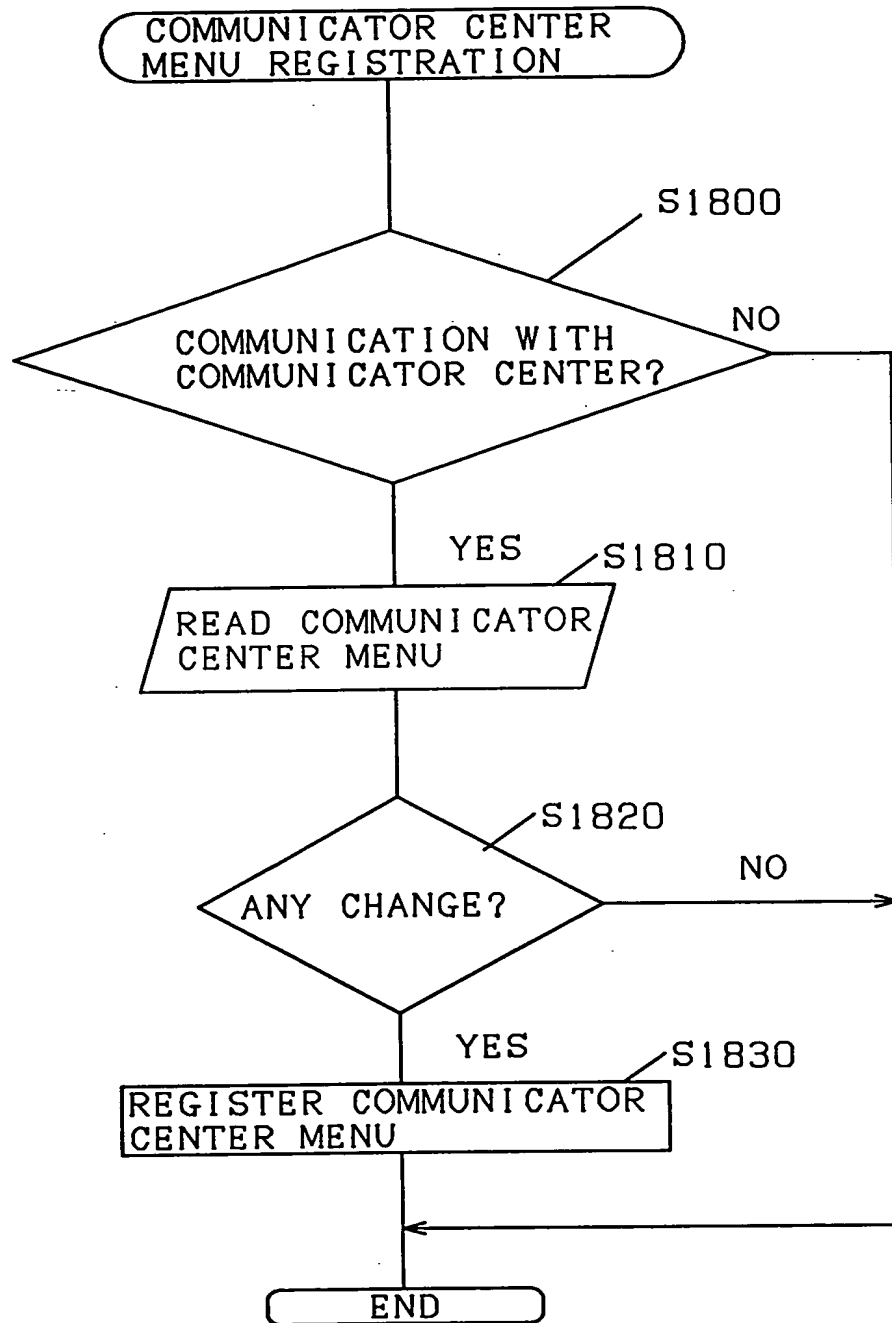 COMMUNICATOR CENTER
MENU REGISTRATION
S1800
NO
COMMUNICATION WITH
COMMUNICATOR CENTER?
YES
S1810
READ COMMUNICATOR
CENTER MENU
S1820
NO
ANY CHANGE?
YES
S1830
REGISTER COMMUNICATOR
CENTER MENU
END